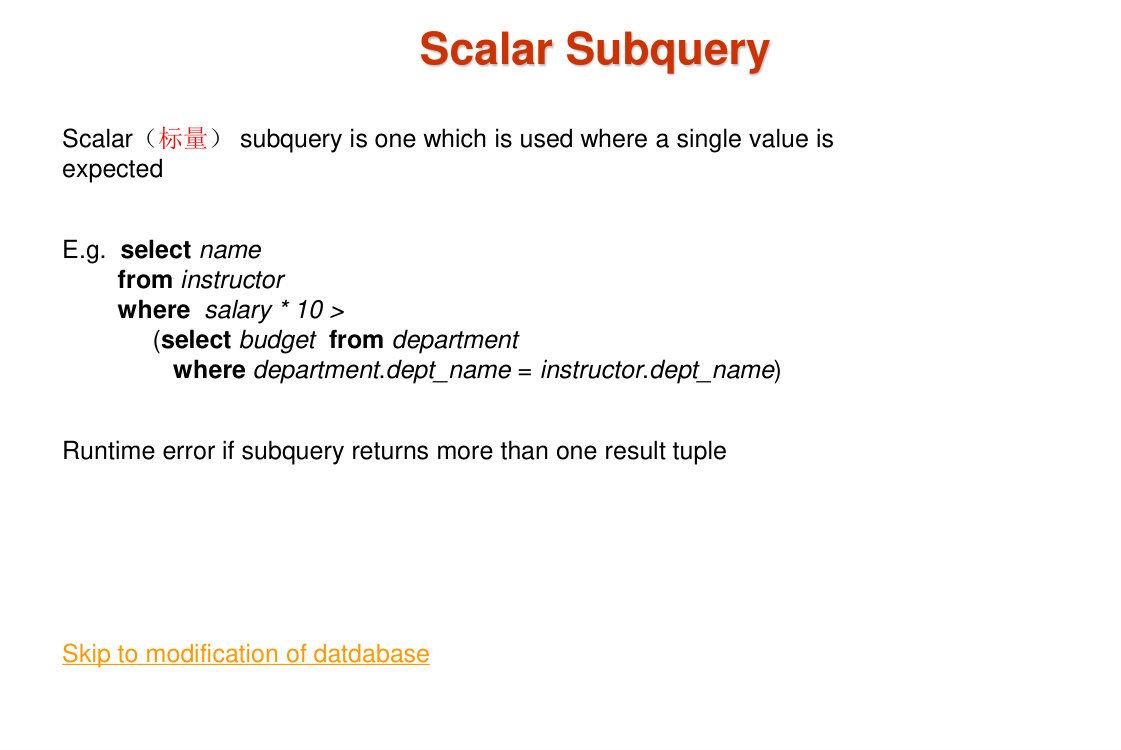 Scalar Subquery
Scalar（标量） subquery is one which is used where a single value is
expected
E.g. select name
from instructor
where salary * 10 >
(select budget from department
where department.dept_name = instructor.dept_name)
Runtime error if subquery returns more than one result tuple
Skip to modification of datdabase